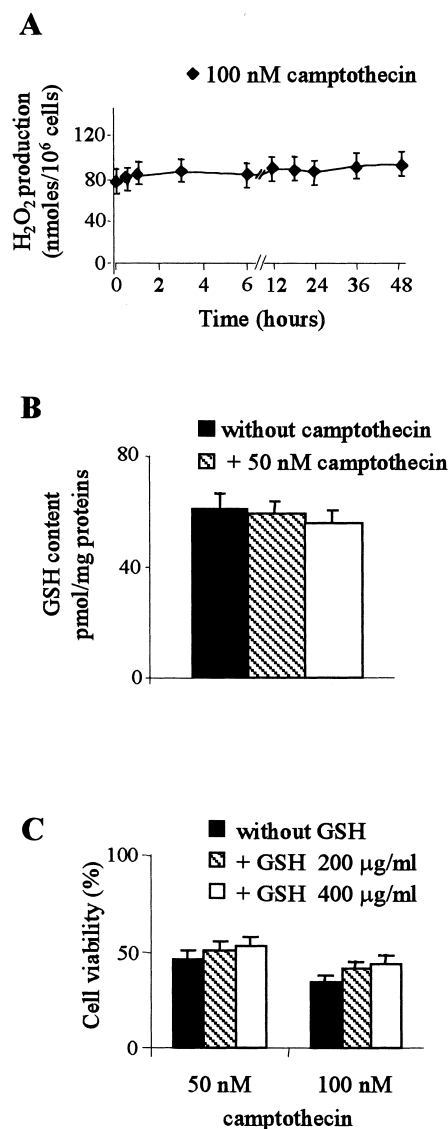 A
◆ 100 nM camptothecin
H₂O₂ production
(nmoles/10⁶ cells)
120
80
40
0
0 2 4 6 12 24 36 48
Time (hours)
B
without camptothecin
+ 50 nM camptothecin
GSH content
pmol/mg proteins
80
40
0
C
without GSH
+ GSH 200 µg/ml
+ GSH 400 µg/ml
Cell viability (%)
100
50
0
50 nM 100 nM
camptothecin